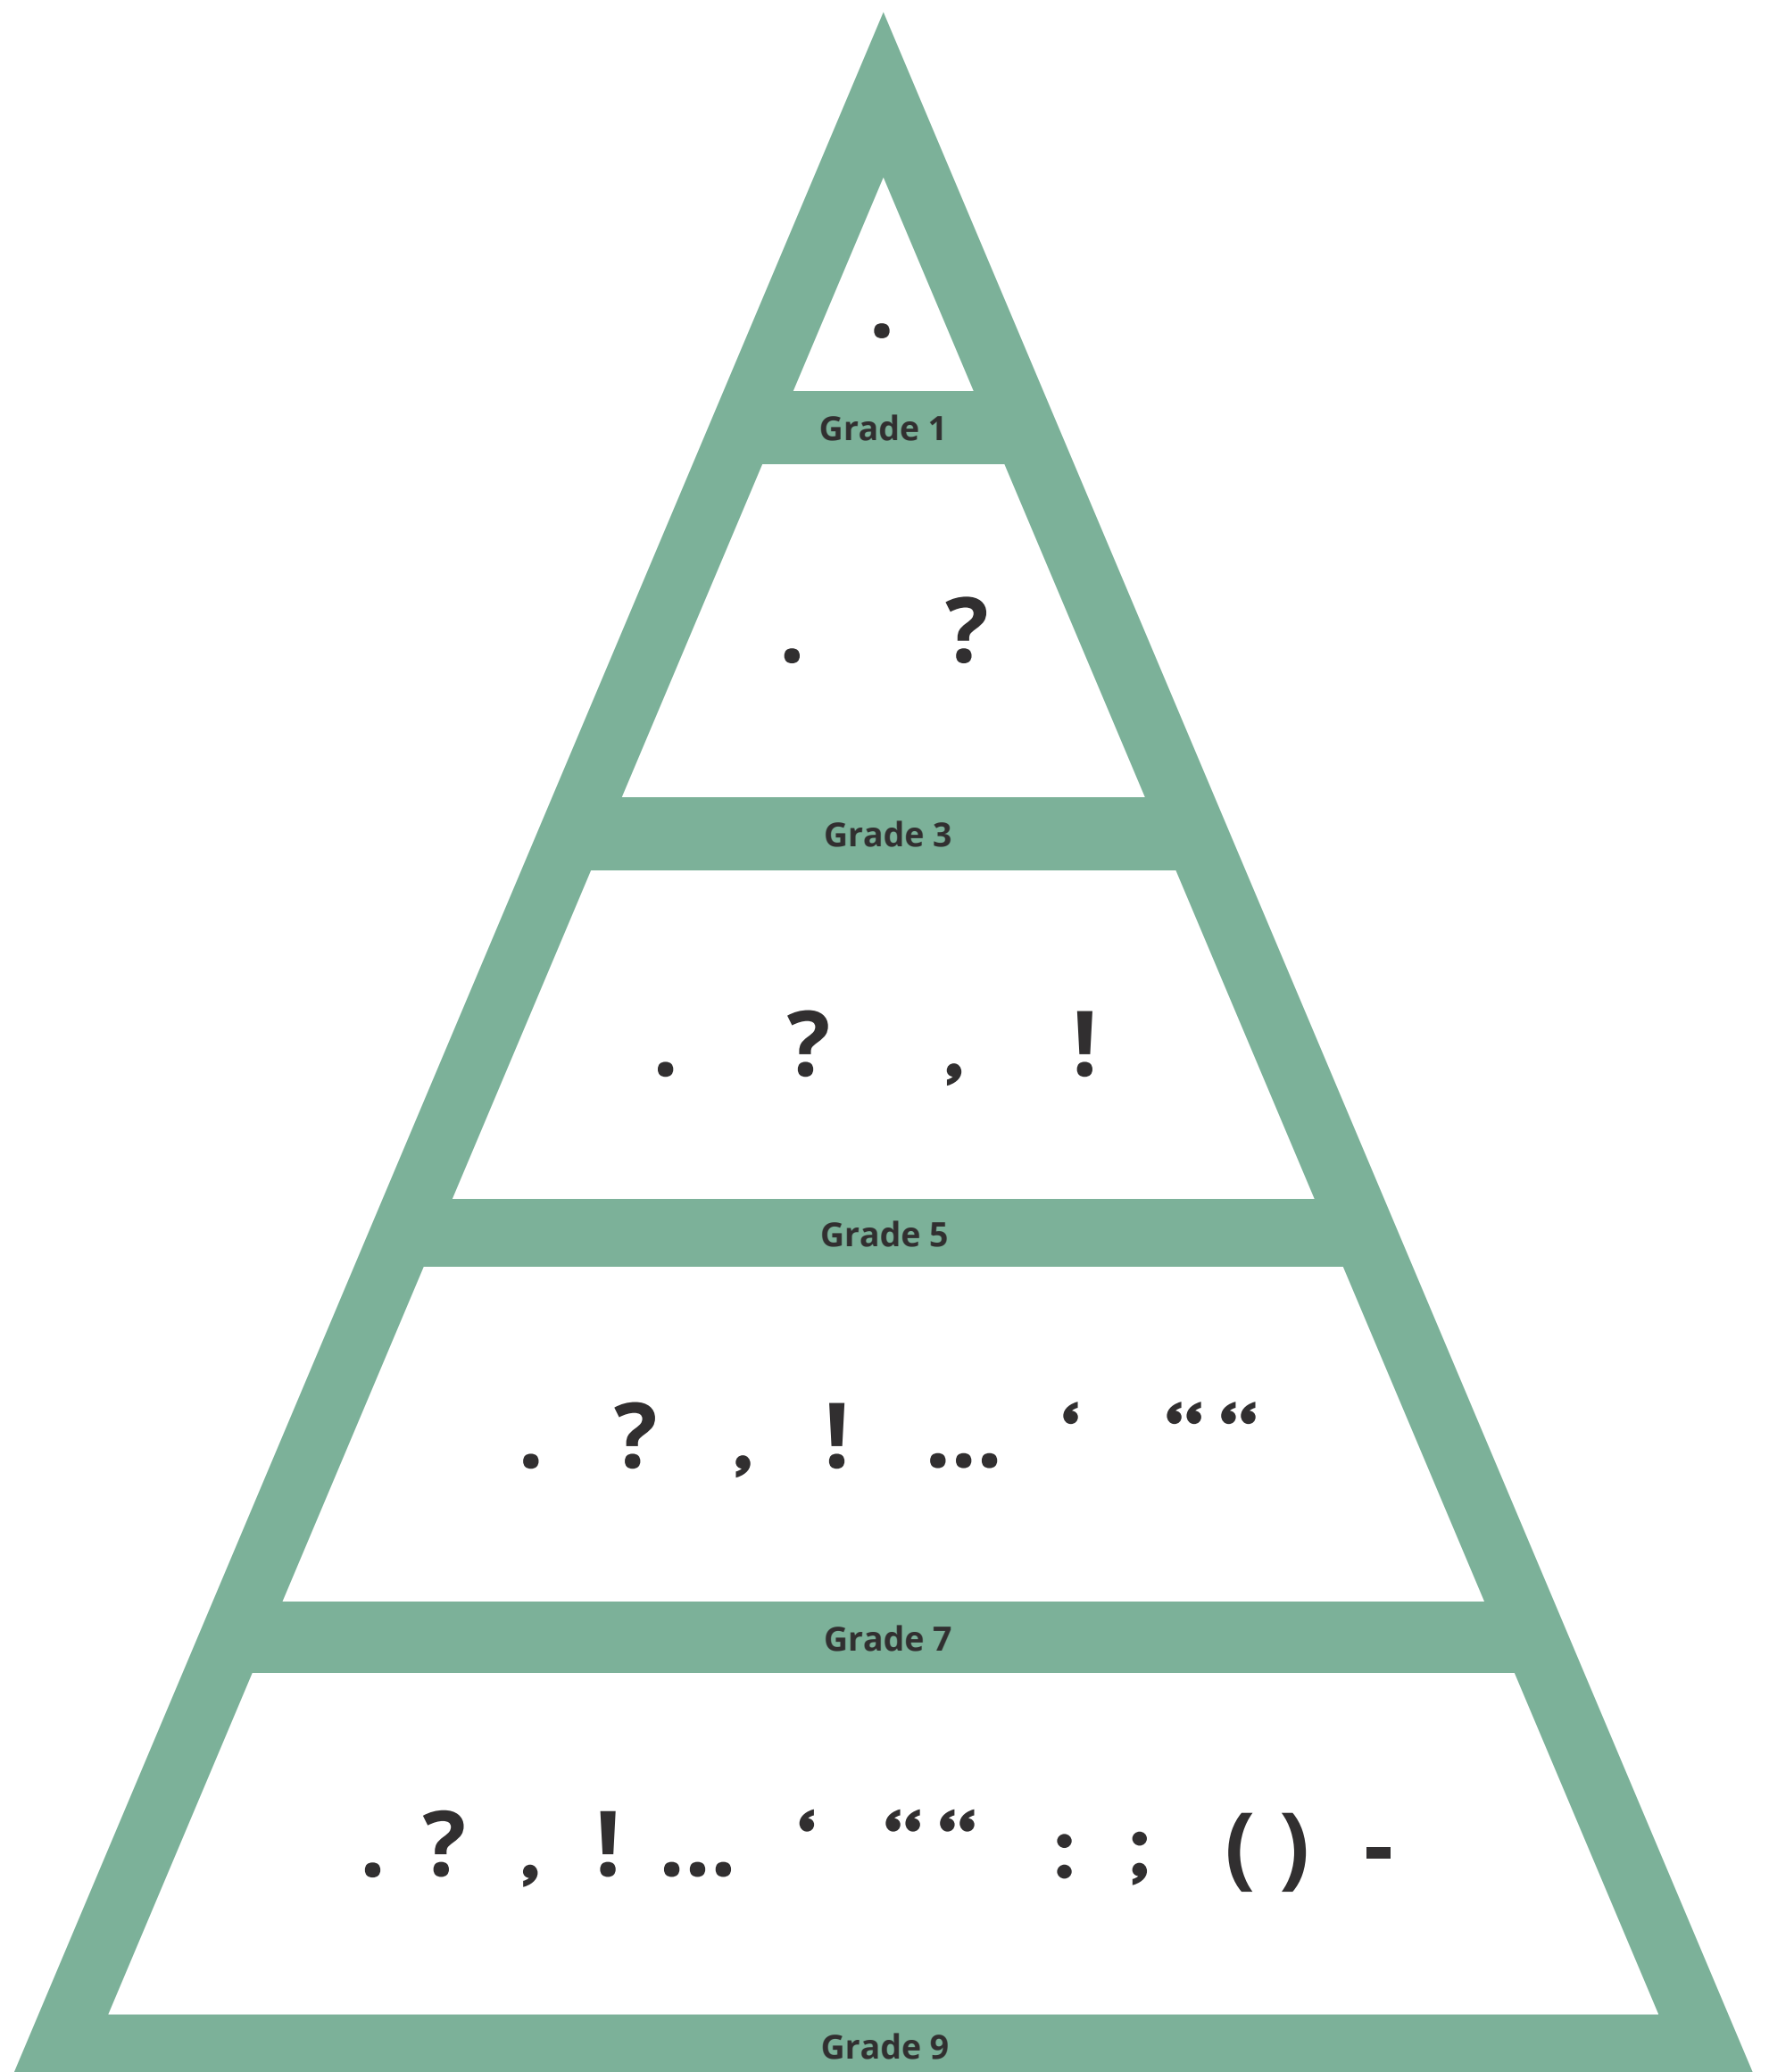 .
Grade 1
. ?
Grade 3
. ? , !
Grade 5
. ? , ! ... ‘ ““
Grade 7
. ? , ! ... ‘ ““ : ; ( ) -
Grade 9